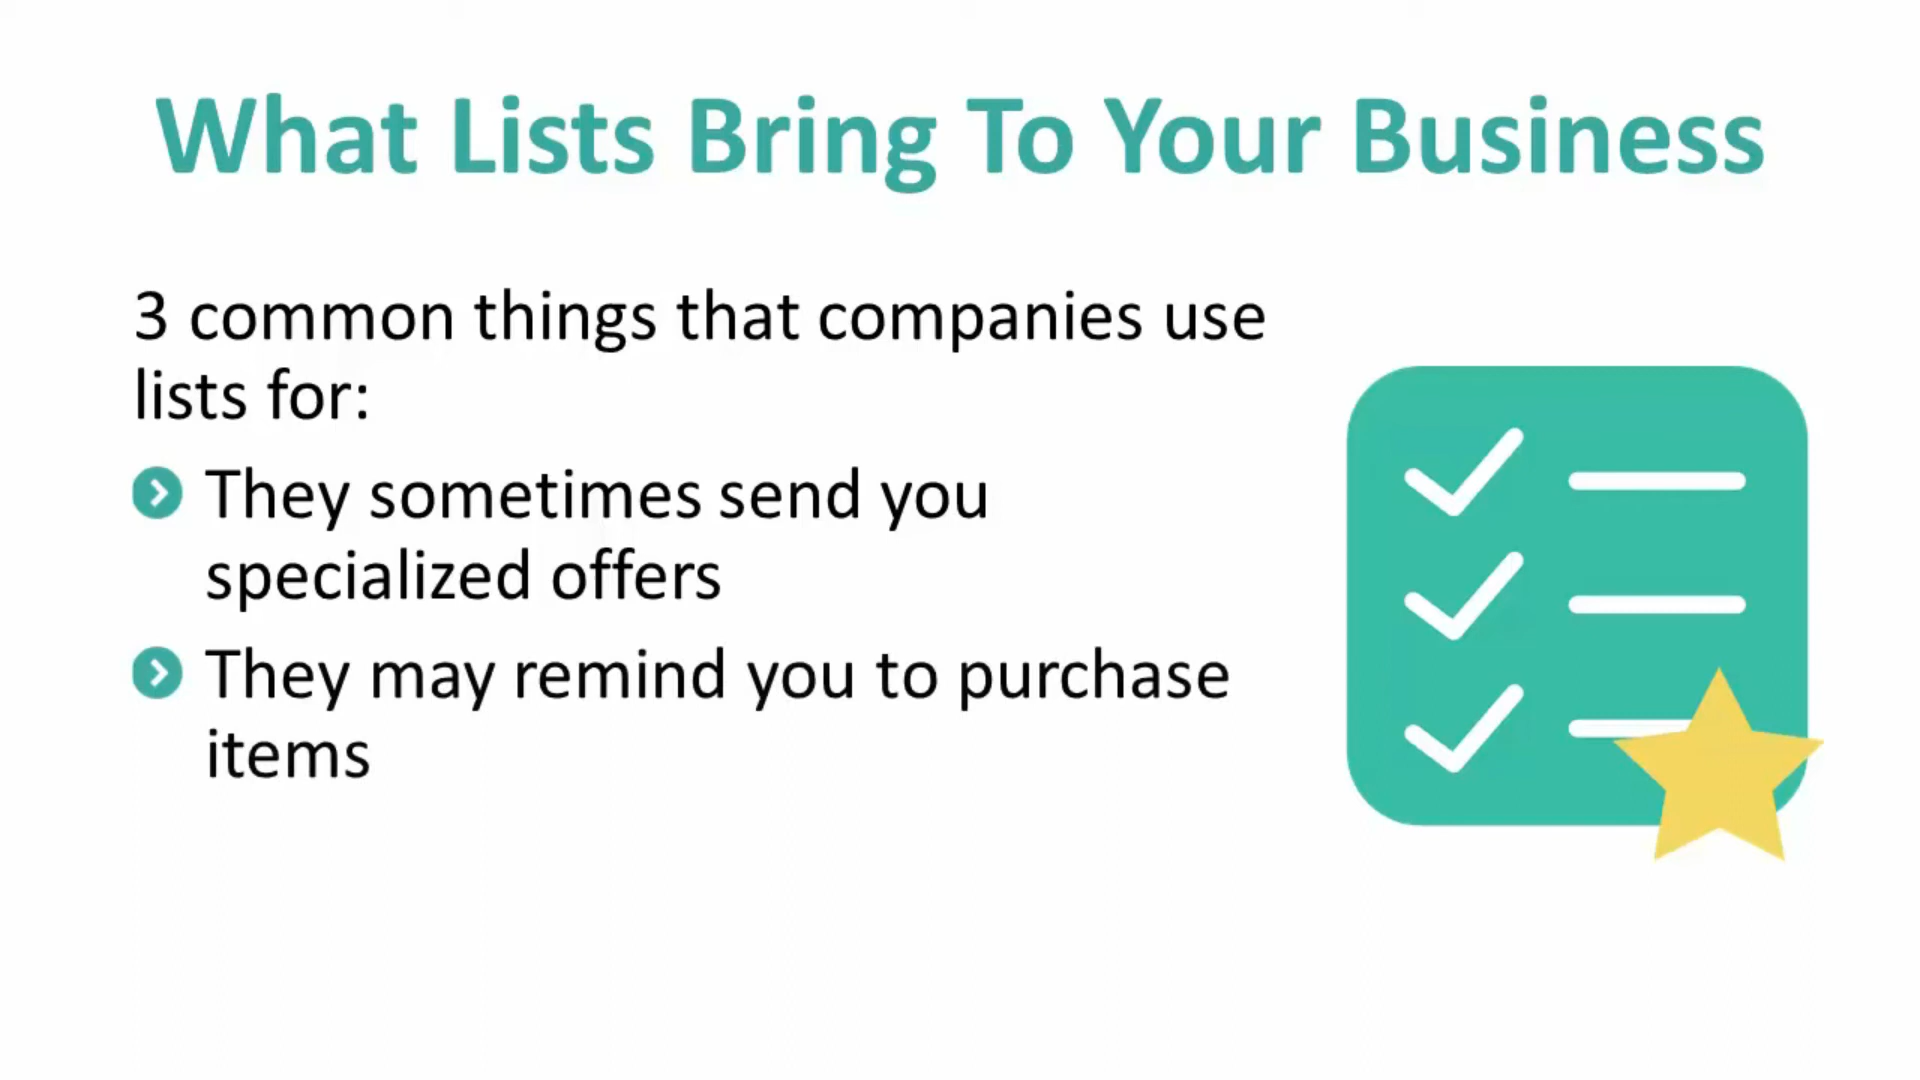 What Lists Bring To Your Business
3 common things that companies use
lists for:
They sometimes send you
specialized offers
They may remind you to purchase
items